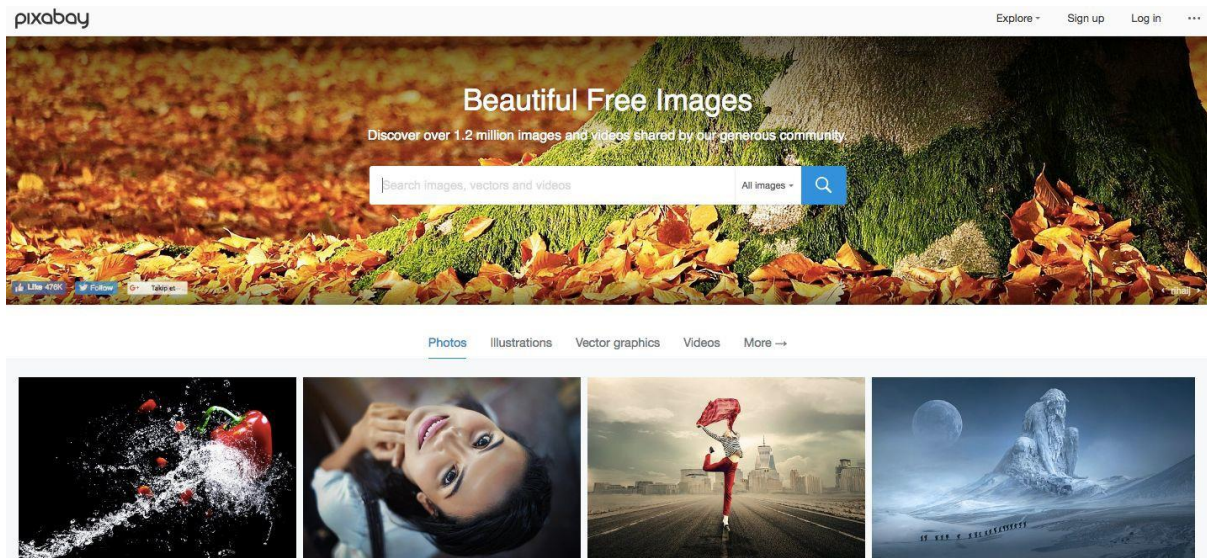 pixabay
Explore Sign up Log in ...
Beautiful Free Images
Discover over 1.2 million images and videos shared by our generous community.
Search images, vectors and videos All images
Like 476K Follow G+ Takip et
Photos Illustrations Vector graphics Videos More →